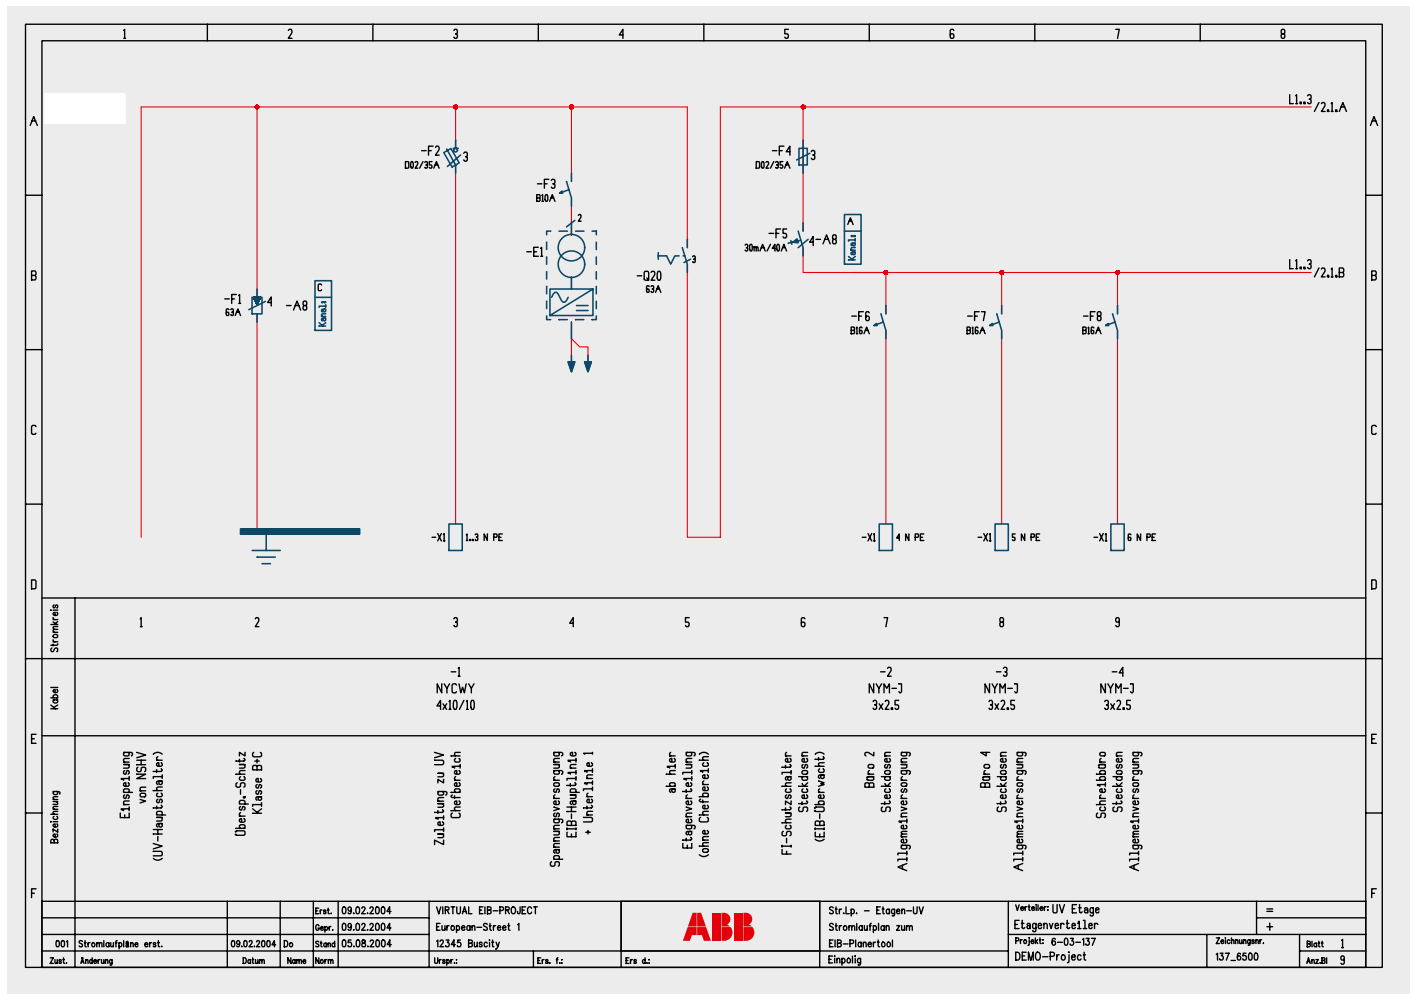 1 2 3 4 5 6 7 8
A A
L1..3 /2.1.A
-F2 3
D02/35A
-F4 3
D02/35A
-F3
B10A
2
-E1
-F5 4 -A8
30mA/40A
A
Kanal:
B B
L1..3 /2.1.B
-Q20 3
63A
-F1 4 -A8
63A
C
Kanal:
-F6
B16A
-F7
B16A
-F8
B16A
C C
-X1 1..3 N PE
-X1 4 N PE
-X1 5 N PE
-X1 6 N PE
D D
Stromkreis
1 2 3 4 5 6 7 8 9
Kabel
-1
NYCWY
4x10/10
-2
NYM-J
3x2.5
-3
NYM-J
3x2.5
-4
NYM-J
3x2.5
E E
Bezeichnung
Einspeisung
von NSHV
(UV-Hauptschalter)
Übersp.-Schutz
Klasse B+C
Zuleitung zu UV
Chefbereich
Spannungsversorgung
EIB-Hauptlinie
+ Unterlinie 1
ab hier
Etagenverteilung
(ohne Chefbereich)
FI-Schutzschalter
Steckdosen
(EIB-Überwacht)
Büro 2
Steckdosen
Allgemeinversorgung
Büro 4
Steckdosen
Allgemeinversorgung
Schreibbüro
Steckdosen
Allgemeinversorgung
F F
Erst. 09.02.2004
Gepr. 09.02.2004
001 Stromlaufpläne erst. 09.02.2004 Do Stand 05.08.2004
Zust. Änderung Datum Name Norm
VIRTUAL EIB-PROJECT
European-Street 1
12345 Buscity
Urspr.: Ers. f.: Ers d.:
ABB
Str.Lp. - Etagen-UV
Stromlaufplan zum
EIB-Planertool
Einpolig
Verteiler: UV Etage
Etagenverteiler
=
+
Projekt: 6-03-137
DEMO-Project
Zeichnungsnr.
137_6500
Blatt 1
Anz.Bl 9